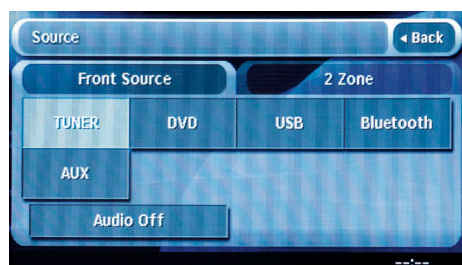 Source ◂ Back
Front Source 2 Zone
TUNER DVD USB Bluetooth
AUX
Audio Off
--:--